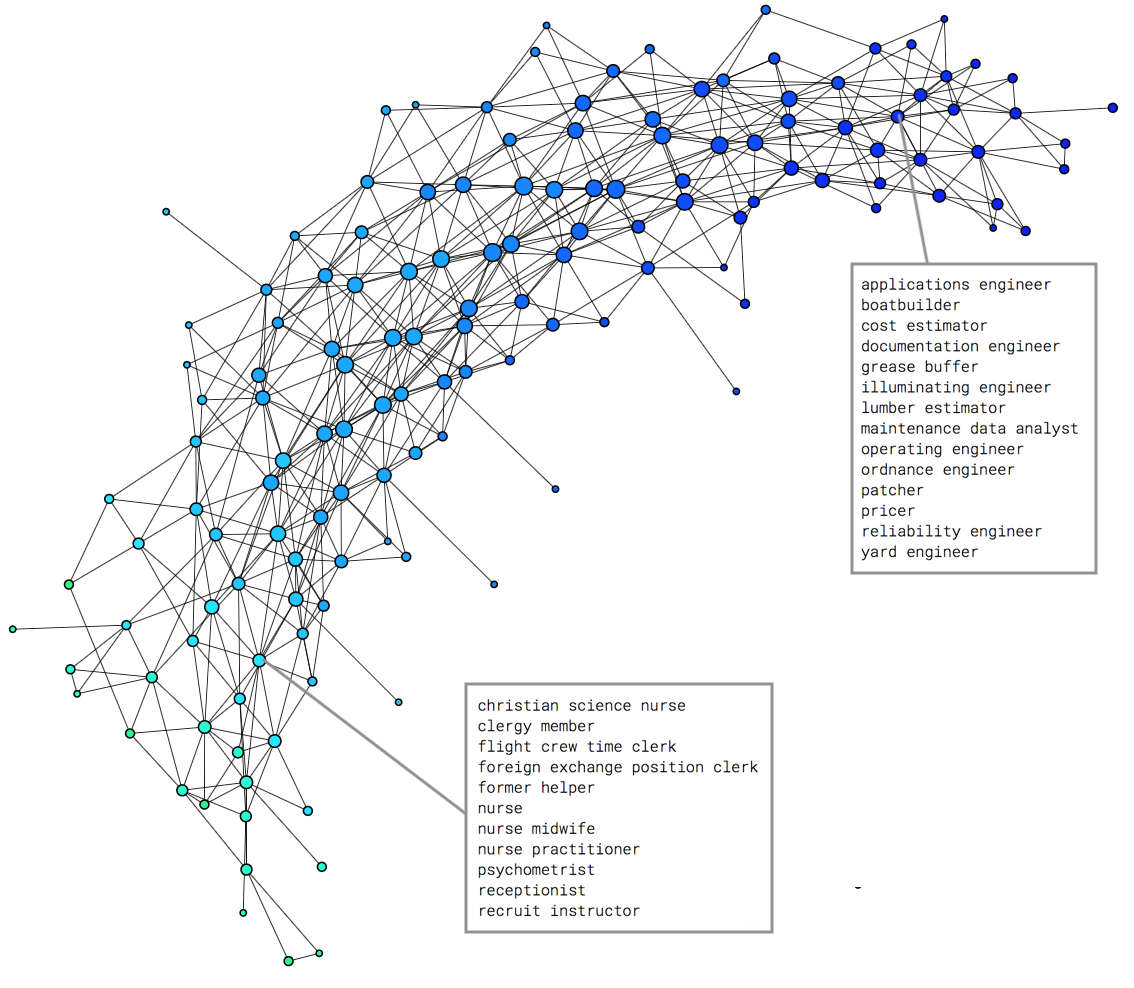 applications engineer
boatbuilder
cost estimator
documentation engineer
grease buffer
illuminating engineer
lumber estimator
maintenance data analyst
operating engineer
ordnance engineer
patcher
pricer
reliability engineer
yard engineer
christian science nurse
clergy member
flight crew time clerk
foreign exchange position clerk
former helper
nurse
nurse midwife
nurse practitioner
psychometrist
receptionist
recruit instructor